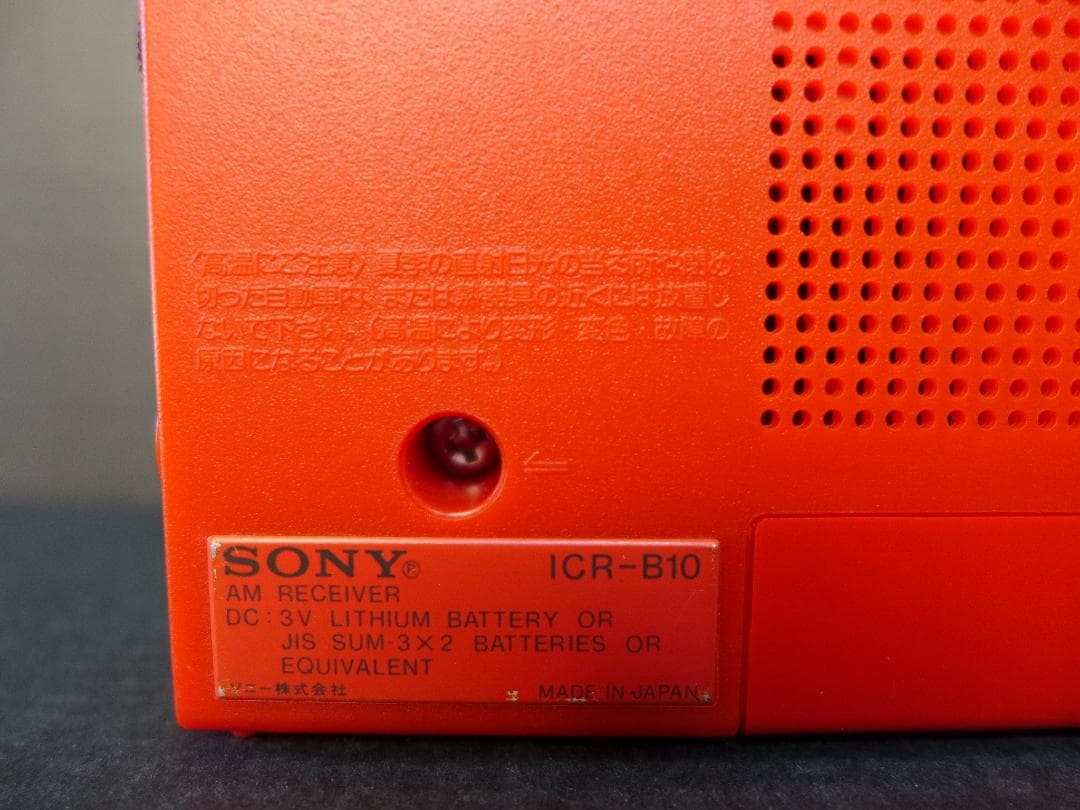 〈高温にご注意〉夏季の直射日光の当る所や閉め
切った自動車内、または熱器具の近くには放置し
ないで下さい。(高温により変形・変色・故障の
原因になることがあります。)
SONY® ICR-B10
AM RECEIVER
DC: 3V LITHIUM BATTERY OR
JIS SUM-3×2 BATTERIES OR
EQUIVALENT
ソニー株式会社 MADE IN JAPAN